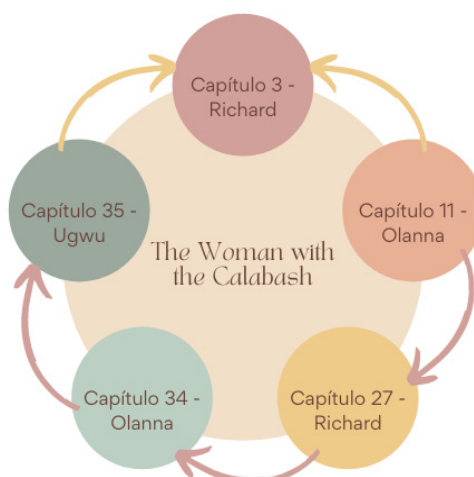 Capítulo 3 -
Richard
Capítulo 35 -
Ugwu
Capítulo 11 -
Olanna
The Woman with
the Calabash
Capítulo 34 -
Olanna
Capítulo 27 -
Richard